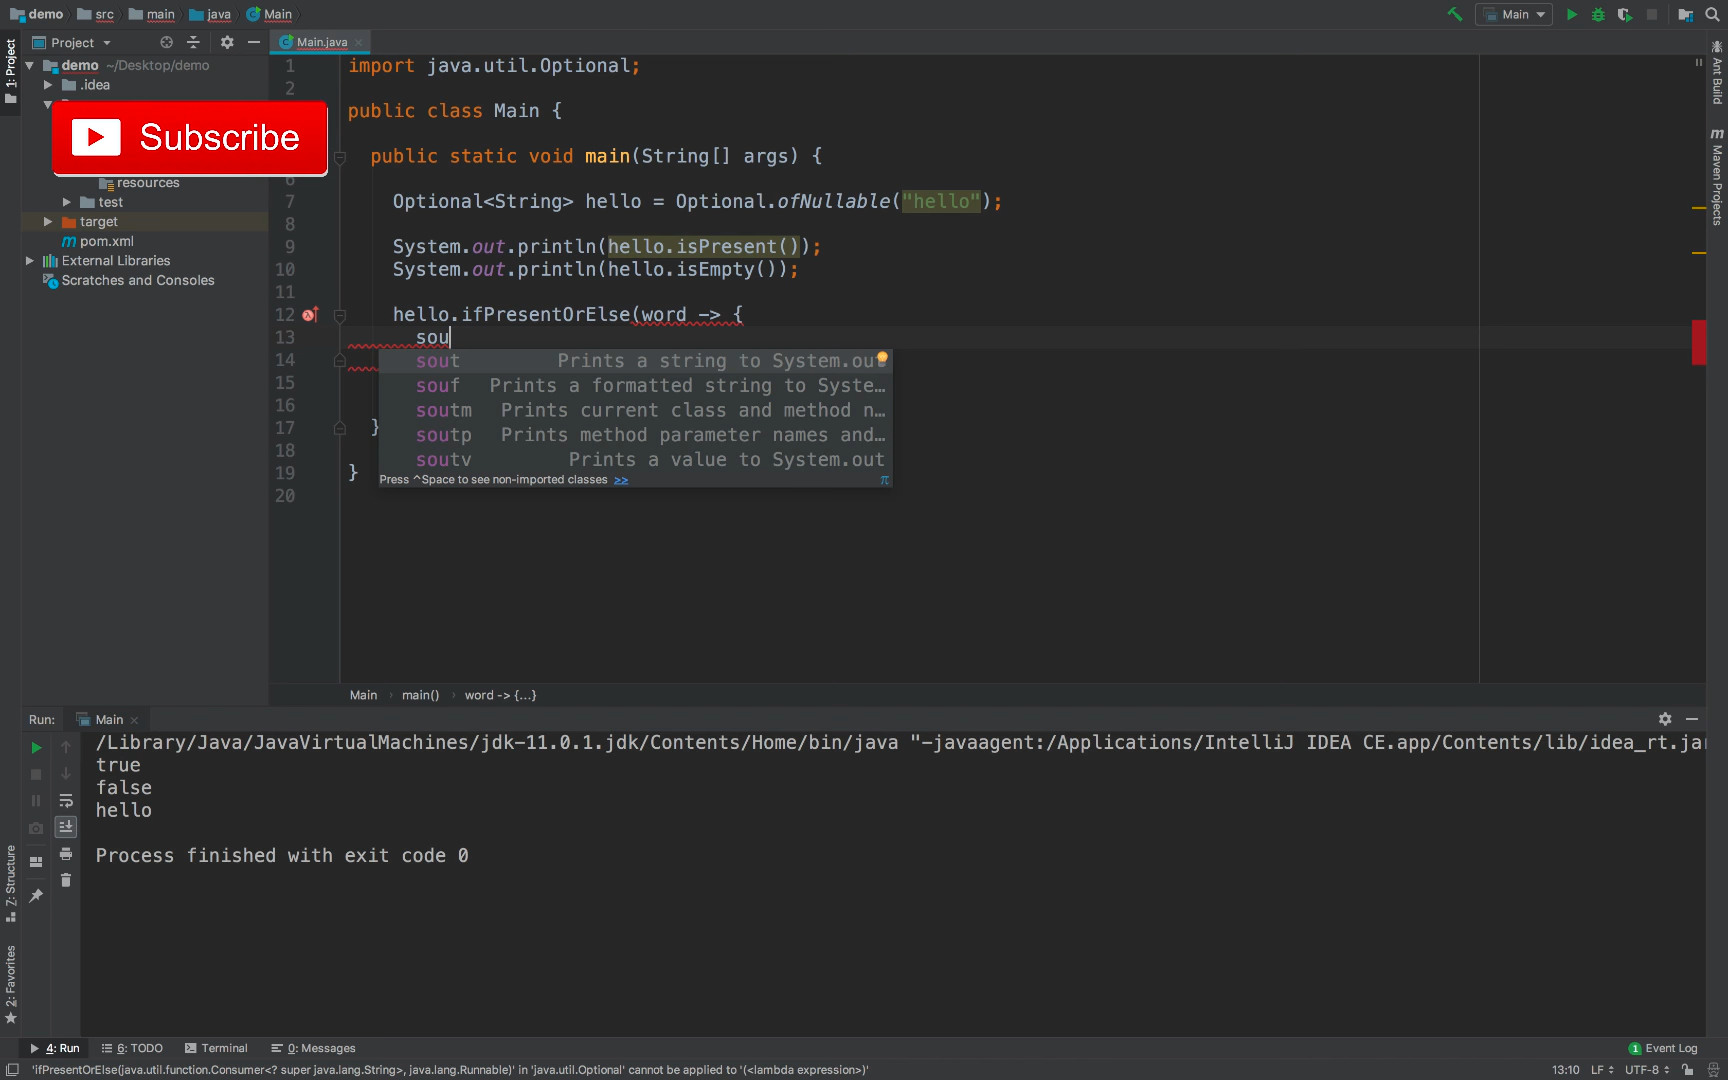 demo src main java Main
Main
1: Project
Project
Main.java
demo ~/Desktop/demo
.idea
Subscribe
resources
test
target
pom.xml
External Libraries
Scratches and Consoles
1 import java.util.Optional;
2
3 public class Main {
public static void main(String[] args) {
6
7 Optional<String> hello = Optional.ofNullable("hello");
8
9 System.out.println(hello.isPresent());
10 System.out.println(hello.isEmpty());
11
12 hello.ifPresentOrElse(word -> {
13 sou
14
sout Prints a string to System.out
souf Prints a formatted string to Syste…
soutm Prints current class and method n…
soutp Prints method parameter names and…
soutv Prints a value to System.out
Press ^Space to see non-imported classes >> π
15
16
17 }
18
19 }
20
Ant Build
m Maven Projects
Main main() word -> {...}
Run: Main
/Library/Java/JavaVirtualMachines/jdk-11.0.1.jdk/Contents/Home/bin/java "-javaagent:/Applications/IntelliJ IDEA CE.app/Contents/lib/idea_rt.jar
true
false
hello
Process finished with exit code 0
Z: Structure
2: Favorites
4: Run 6: TODO Terminal 0: Messages
1 Event Log
'ifPresentOrElse(java.util.function.Consumer<? super java.lang.String>, java.lang.Runnable)' in 'java.util.Optional' cannot be applied to '(<lambda expression>)'
13:10 LF UTF-8